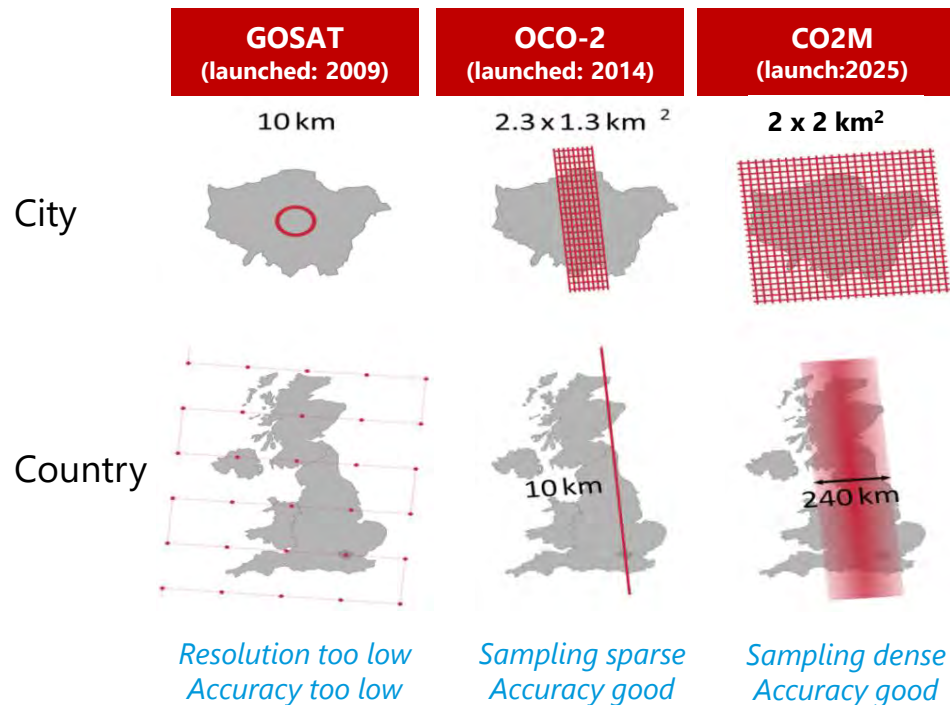 GOSAT
(launched: 2009)
OCO-2
(launched: 2014)
CO2M
(launch:2025)
10 km
2.3 x 1.3 km ²
2 x 2 km²
City
Country
10 km
240 km
Resolution too low
Accuracy too low
Sampling sparse
Accuracy good
Sampling dense
Accuracy good